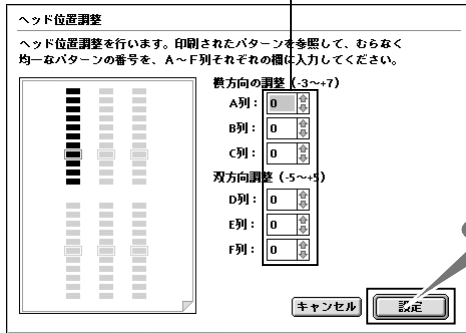 ヘッド位置調整
ヘッド位置調整を行います。印刷されたパターンを参照して、むらなく
均一なパターンの番号を、A～F列それぞれの欄に入力してください。
横方向の調整 (-3～+7)
A列： 0
B列： 0
C列： 0
双方向調整 (-5～+5)
D列： 0
E列： 0
F列： 0
キャンセル 設定